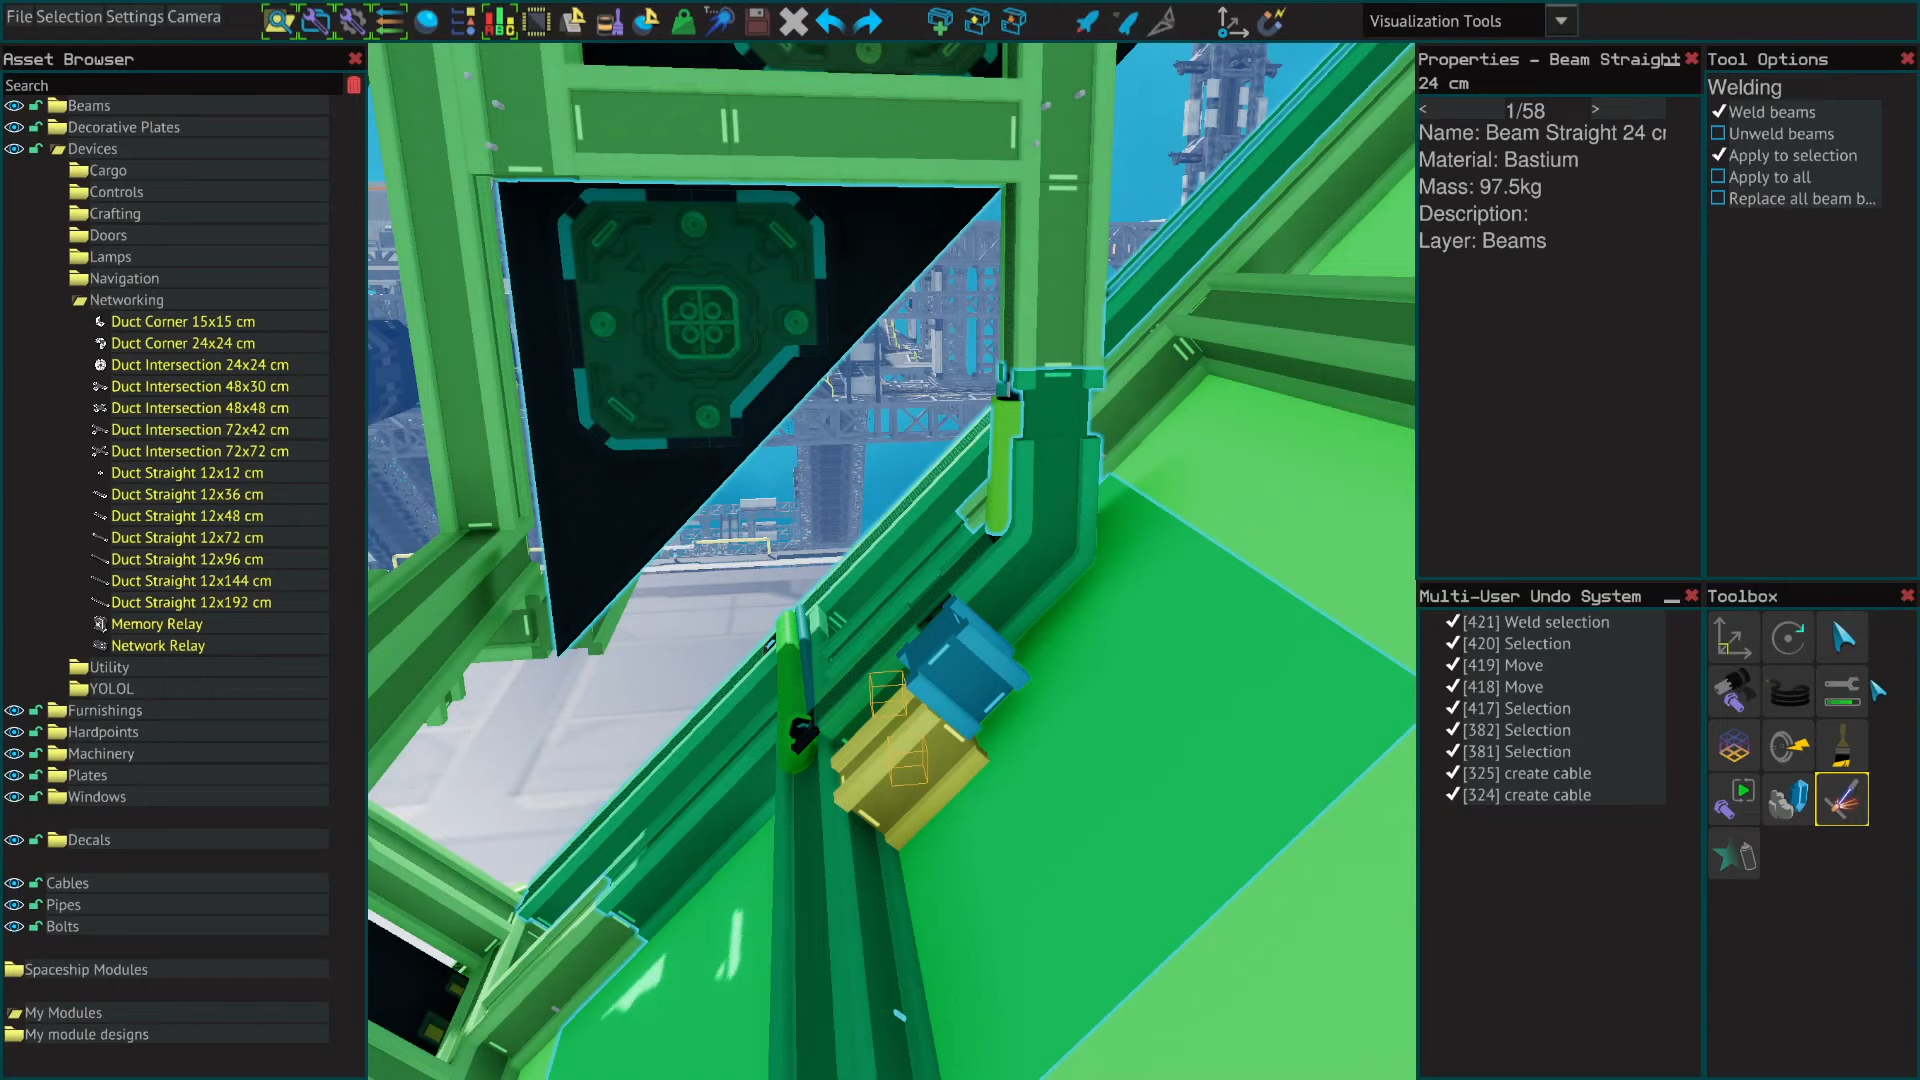 File Selection Settings Camera
ABC
Visualization Tools
Asset Browser
Search
Beams
Decorative Plates
Devices
Cargo
Controls
Crafting
Doors
Lamps
Navigation
Networking
Duct Corner 15x15 cm
Duct Corner 24x24 cm
Duct Intersection 24x24 cm
Duct Intersection 48x30 cm
Duct Intersection 48x48 cm
Duct Intersection 72x42 cm
Duct Intersection 72x72 cm
Duct Straight 12x12 cm
Duct Straight 12x36 cm
Duct Straight 12x48 cm
Duct Straight 12x72 cm
Duct Straight 12x96 cm
Duct Straight 12x144 cm
Duct Straight 12x192 cm
Memory Relay
Network Relay
Utility
YOLOL
Furnishings
Hardpoints
Machinery
Plates
Windows
Decals
Cables
Pipes
Bolts
Spaceship Modules
My Modules
My module designs
Properties - Beam Straight
24 cm
< 1/58 >
Name: Beam Straight 24 cr
Material: Bastium
Mass: 97.5kg
Description:
Layer: Beams
Tool Options
Welding
Weld beams
Unweld beams
Apply to selection
Apply to all
Replace all beam b...
Multi-User Undo System
[421] Weld selection
[420] Selection
[419] Move
[418] Move
[417] Selection
[382] Selection
[381] Selection
[325] create cable
[324] create cable
Toolbox